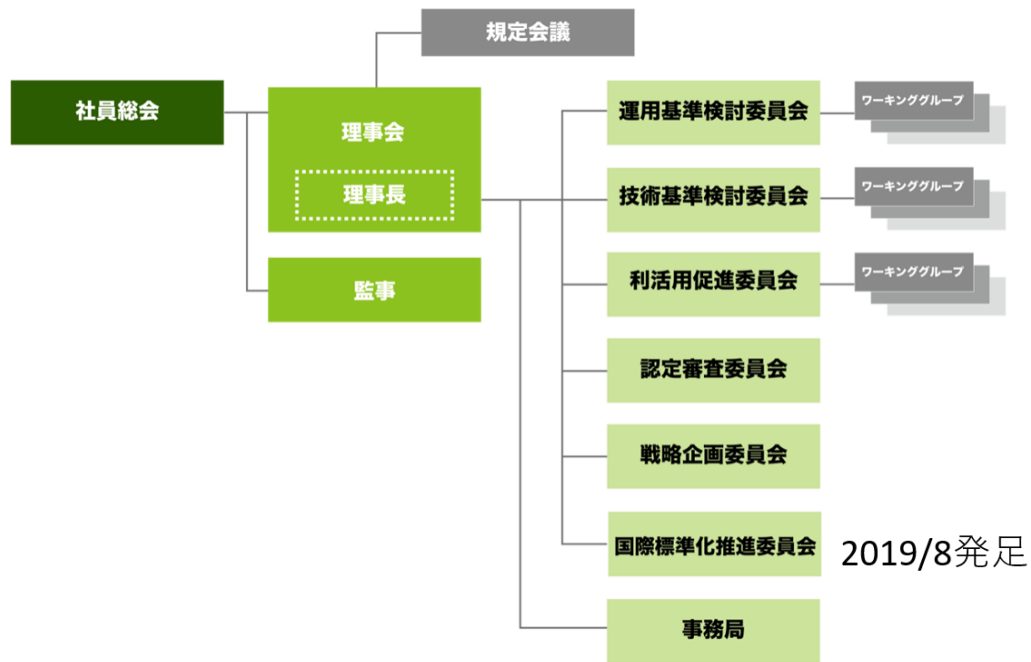 規定会議
社員総会
理事会
理事長
監事
運用基準検討委員会
ワーキンググループ
技術基準検討委員会
ワーキンググループ
利活用促進委員会
ワーキンググループ
認定審査委員会
戦略企画委員会
国際標準化推進委員会
2019/8発足
事務局